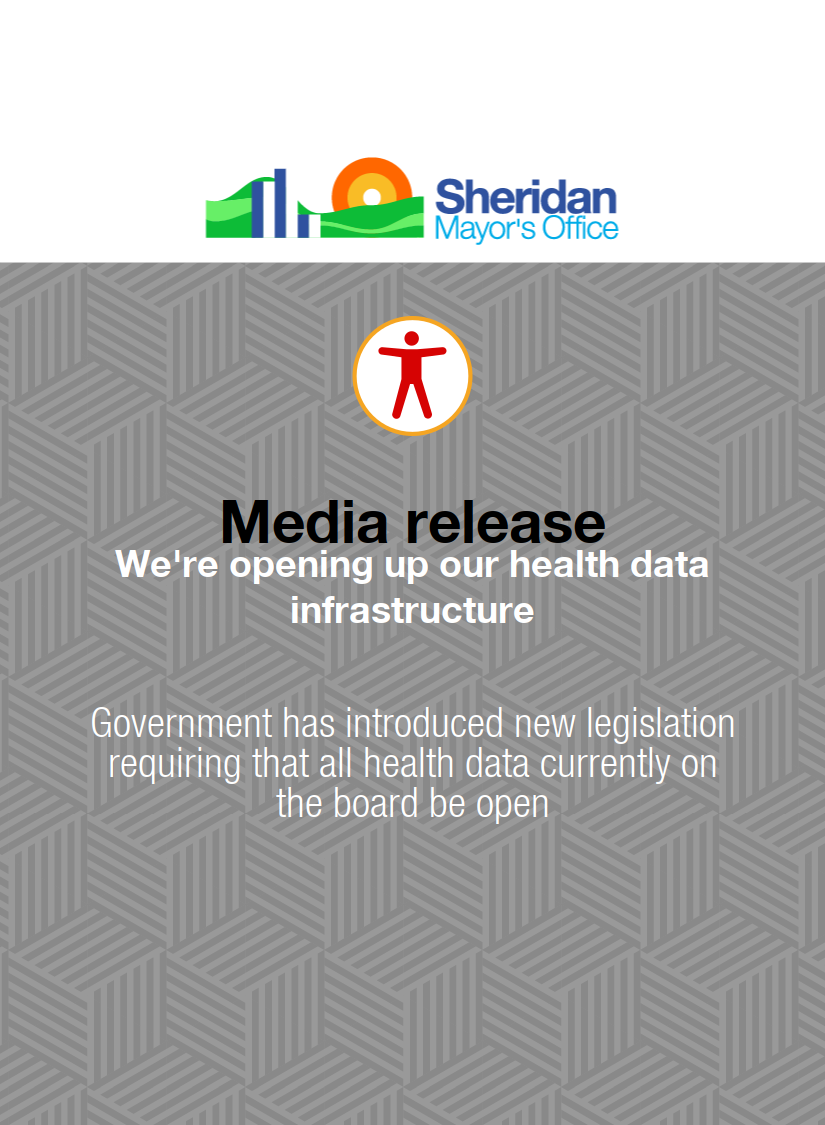 Sheridan
Mayor's Office
Media release
We're opening up our health data
infrastructure
Government has introduced new legislation
requiring that all health data currently on
the board be open